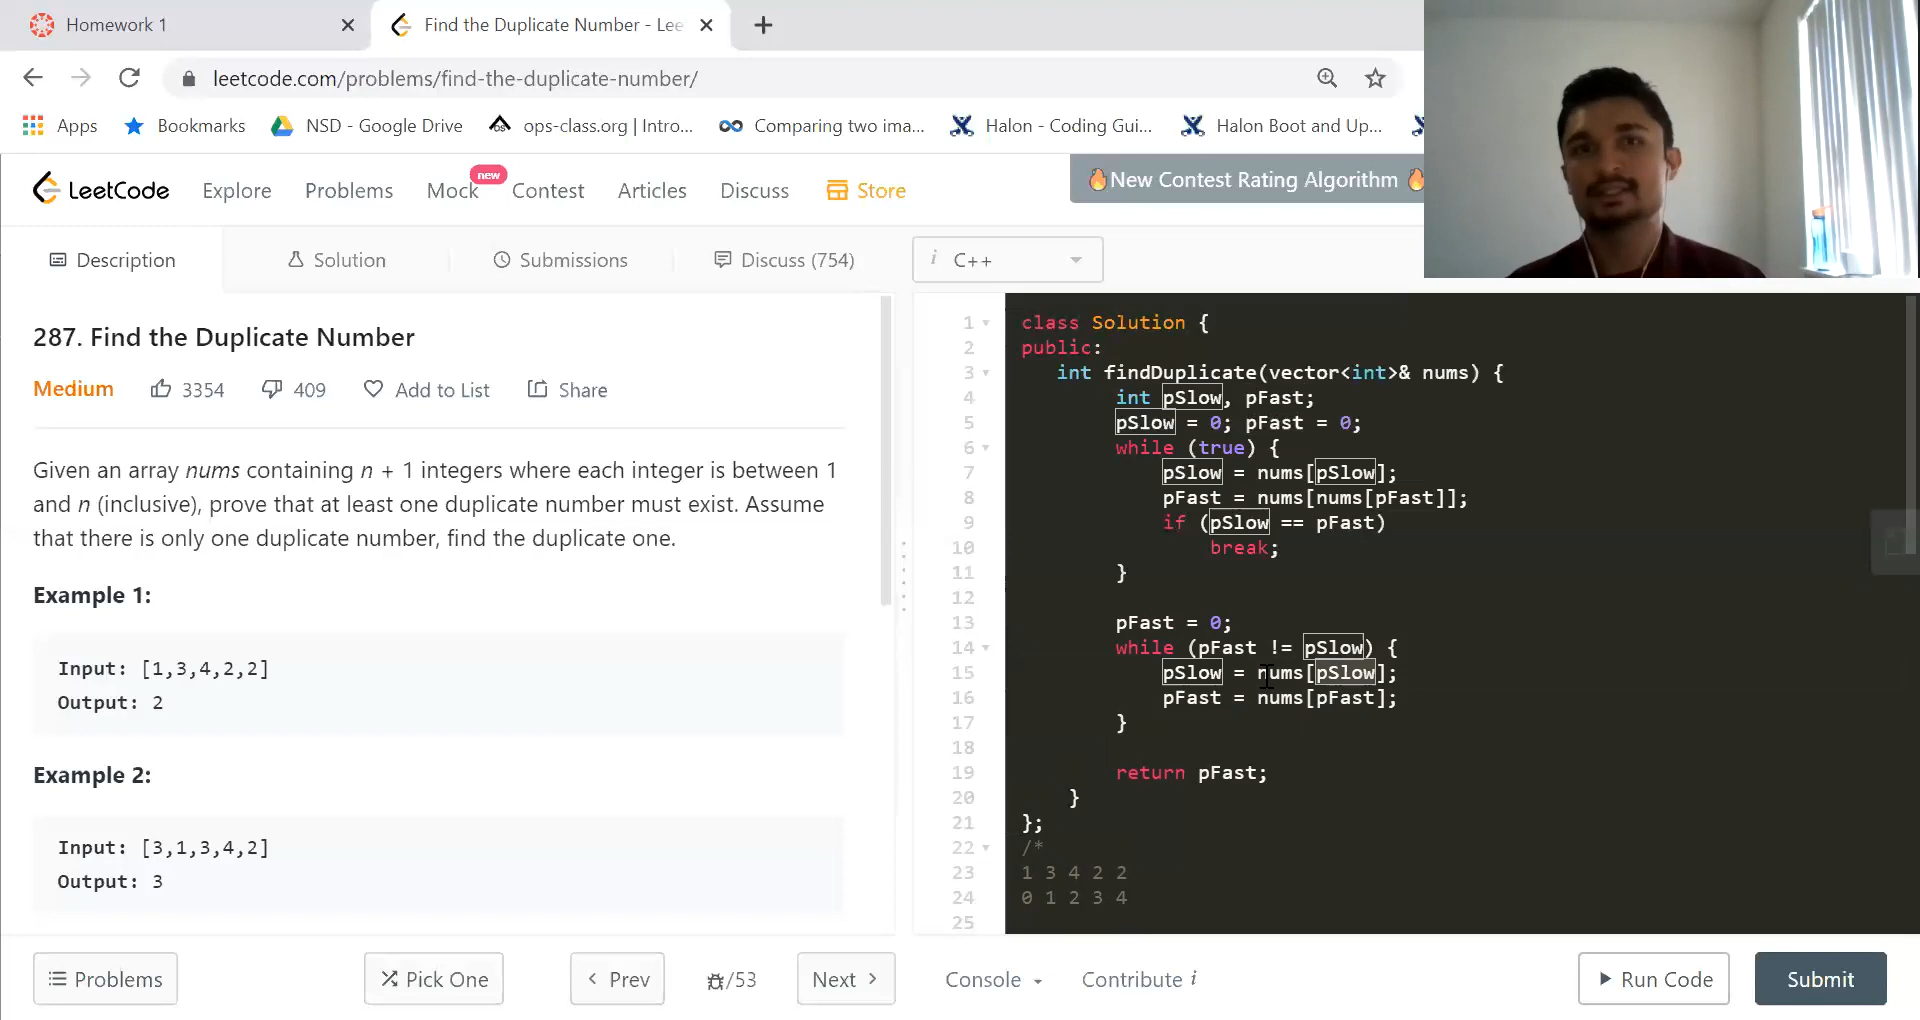 Homework 1
Find the Duplicate Number - Lee
leetcode.com/problems/find-the-duplicate-number/
Apps
Bookmarks
NSD - Google Drive
ops-class.org | Intro...
Comparing two ima...
Halon - Coding Gui...
Halon Boot and Up...
LeetCode
Explore
Problems
Mock
new
Contest
Articles
Discuss
Store
🔥New Contest Rating Algorithm 🔥
Description
Solution
Submissions
Discuss (754)
i C++
287. Find the Duplicate Number
Medium
3354
409
Add to List
Share
Given an array nums containing n + 1 integers where each integer is between 1
and n (inclusive), prove that at least one duplicate number must exist. Assume
that there is only one duplicate number, find the duplicate one.
Example 1:
Input: [1,3,4,2,2]
Output: 2
Example 2:
Input: [3,1,3,4,2]
Output: 3
1 class Solution {
2 public:
3 int findDuplicate(vector<int>& nums) {
4 int pSlow, pFast;
5 pSlow = 0; pFast = 0;
6 while (true) {
7 pSlow = nums[pSlow];
8 pFast = nums[nums[pFast]];
9 if (pSlow == pFast)
10 break;
11 }
12
13 pFast = 0;
14 while (pFast != pSlow) {
15 pSlow = nums[pSlow];
16 pFast = nums[pFast];
17 }
18
19 return pFast;
20 }
21 };
22 /*
23 1 3 4 2 2
24 0 1 2 3 4
25
Problems
Pick One
Prev
/53
Next
Console
Contribute i
Run Code
Submit